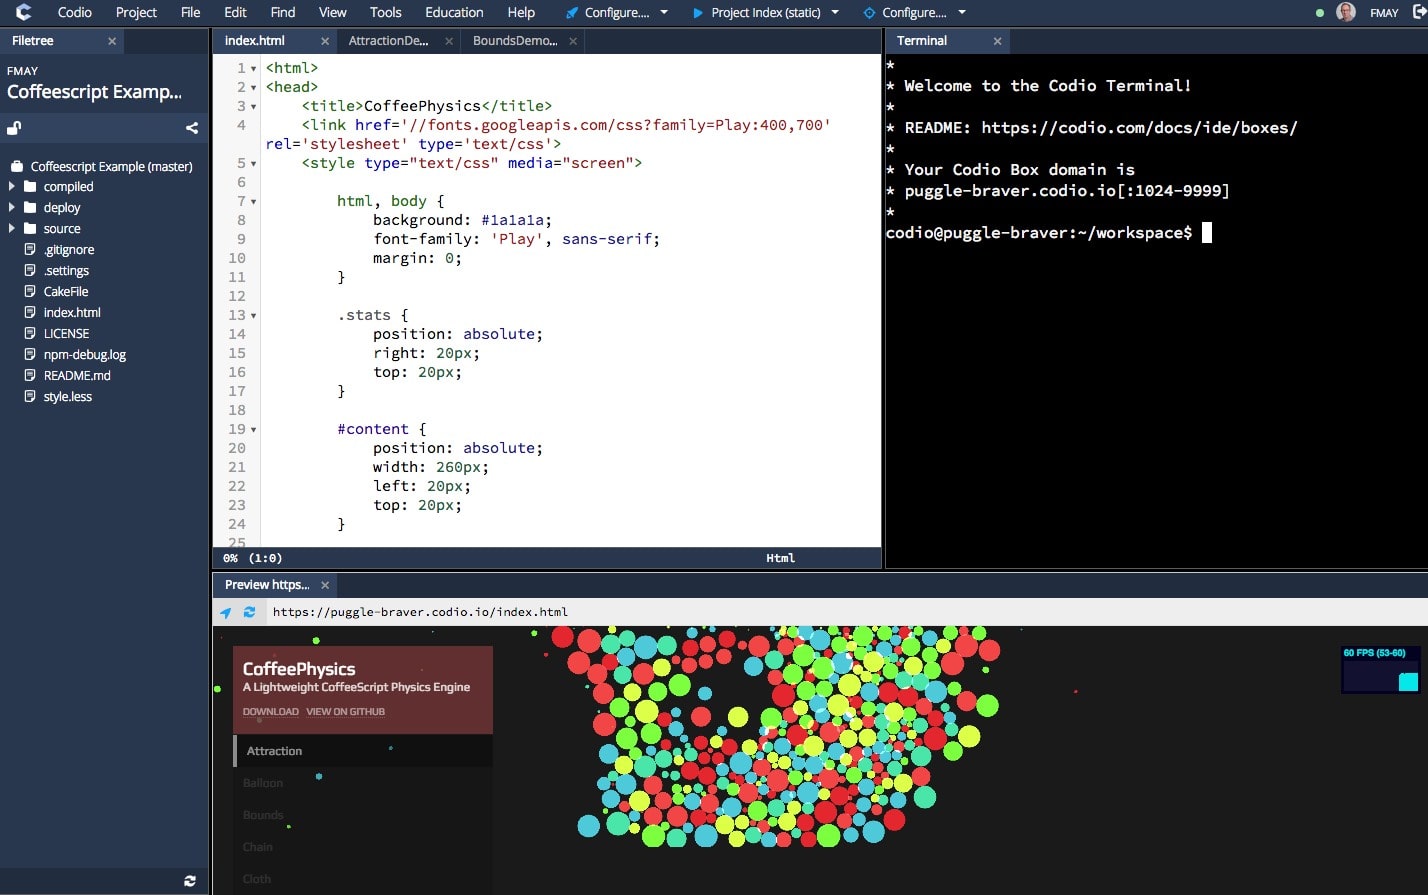 Codio Project File Edit Find View Tools Education Help Configure.... Project Index (static) Configure.... FMAY
Filetree
FMAY
Coffeescript Examp...
Coffeescript Example (master)
compiled
deploy
source
.gitignore
.settings
CakeFile
index.html
LICENSE
npm-debug.log
README.md
style.less
index.html AttractionDe... BoundsDemo...
1 <html>
2 <head>
3 <title>CoffeePhysics</title>
4 <link href='//fonts.googleapis.com/css?family=Play:400,700'
rel='stylesheet' type='text/css'>
5 <style type="text/css" media="screen">
6
7 html, body {
8 background: #1a1a1a;
9 font-family: 'Play', sans-serif;
10 margin: 0;
11 }
12
13 .stats {
14 position: absolute;
15 right: 20px;
16 top: 20px;
17 }
18
19 #content {
20 position: absolute;
21 width: 260px;
22 left: 20px;
23 top: 20px;
24 }
25
0% (1:0) Html
Terminal
*
* Welcome to the Codio Terminal!
*
* README: https://codio.com/docs/ide/boxes/
*
* Your Codio Box domain is
* puggle-braver.codio.io[:1024-9999]
*
codio@puggle-braver:~/workspace$
Preview https...
https://puggle-braver.codio.io/index.html
CoffeePhysics
A Lightweight CoffeeScript Physics Engine
DOWNLOAD VIEW ON GITHUB
Attraction
Balloon
Bounds
Chain
Cloth
60 FPS (53-60)